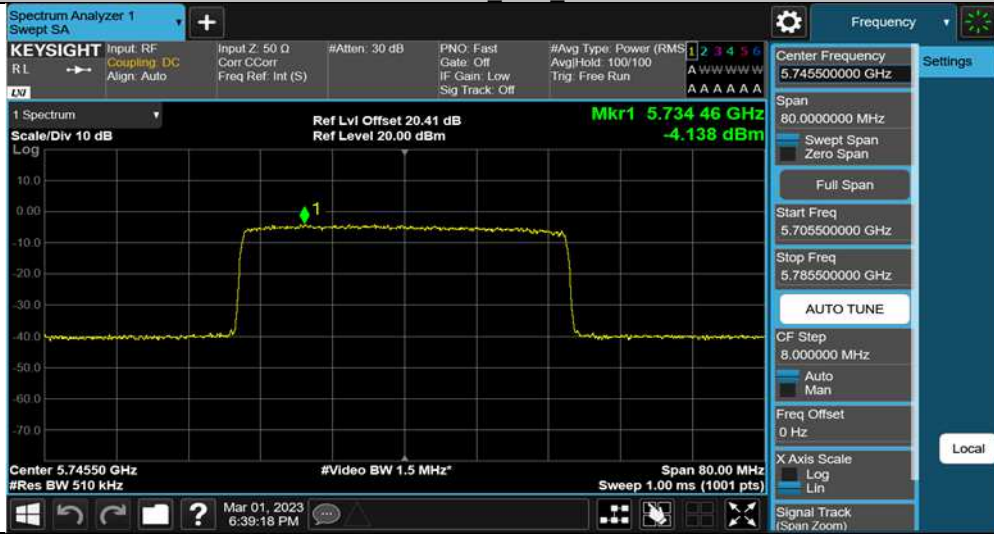 Spectrum Analyzer 1
Swept SA
Frequency
KEYSIGHT
R L
LXI
Input: RF
Coupling: DC
Align: Auto
Input Z: 50 Ω
Corr CCorr
Freq Ref: Int (S)
#Atten: 30 dB
PNO: Fast
Gate: Off
IF Gain: Low
Sig Track: Off
#Avg Type: Power (RMS
Avg|Hold: 100/100
Trig: Free Run
1 2 3 4 5 6
A W W W W W
A A A A A A
1 Spectrum
Scale/Div 10 dB
Log
Ref Lvl Offset 20.41 dB
Ref Level 20.00 dBm
Mkr1 5.734 46 GHz
-4.138 dBm
10.0
0.00
-10.0
-20.0
-30.0
-40.0
-50.0
-60.0
-70.0
1
Center 5.74550 GHz
#Res BW 510 kHz
#Video BW 1.5 MHz*
Span 80.00 MHz
Sweep 1.00 ms (1001 pts)
Center Frequency
5.745500000 GHz
Span
80.0000000 MHz
Swept Span
Zero Span
Full Span
Start Freq
5.705500000 GHz
Stop Freq
5.785500000 GHz
AUTO TUNE
CF Step
8.000000 MHz
Auto
Man
Freq Offset
0 Hz
X Axis Scale
Log
Lin
Signal Track
(Span Zoom)
Settings
Local
?
Mar 01, 2023
6:39:18 PM